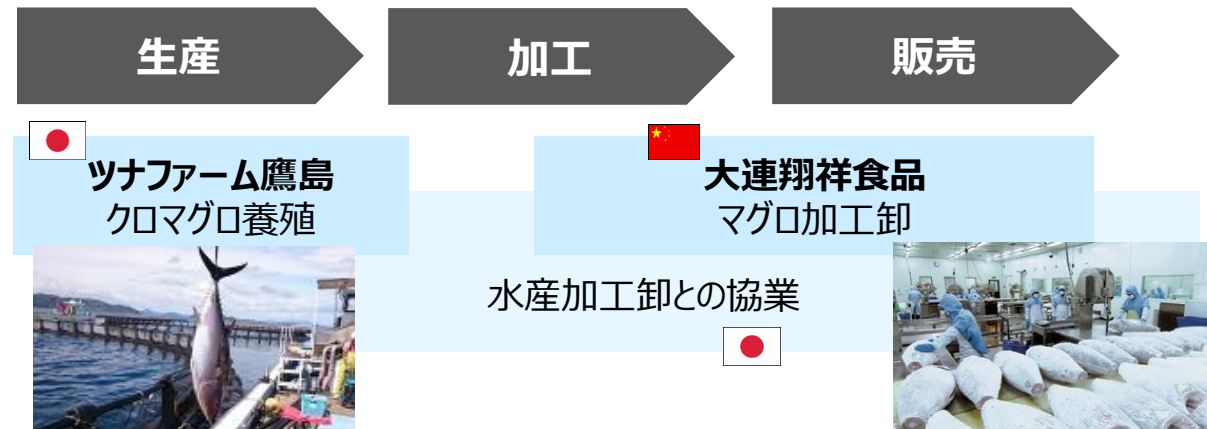 生産
加工
販売
ツナファーム鷹島
クロマグロ養殖
大連翔祥食品
マグロ加工卸
水産加工卸との協業